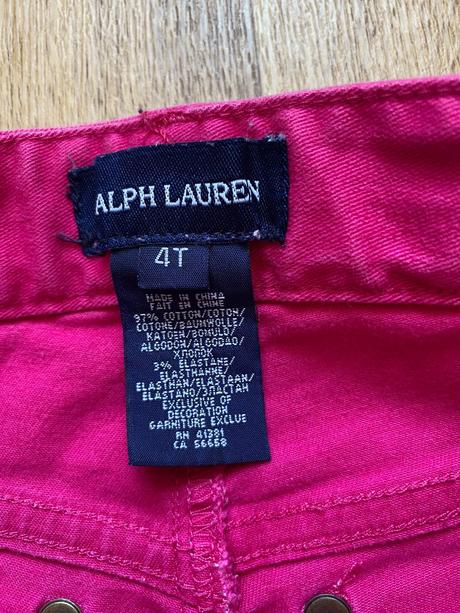 ALPH LAUREN
4T
MADE IN CHINA
FAIT EN CHINE
97% COTTON/COTON/
COTONE/BAUMWOLLE/
KATOEN/BOMULD/
ALGODON/ALGODAO/
ХЛОПОК
3% ELASTANE/
ELASTHANNE/
ELASTHAN/ELASTAAN/
ELASTANO/ЭЛАСТАН
EXCLUSIVE OF
DECORATION
GARNITURE EXCLUE
RN 41381
CA 56658